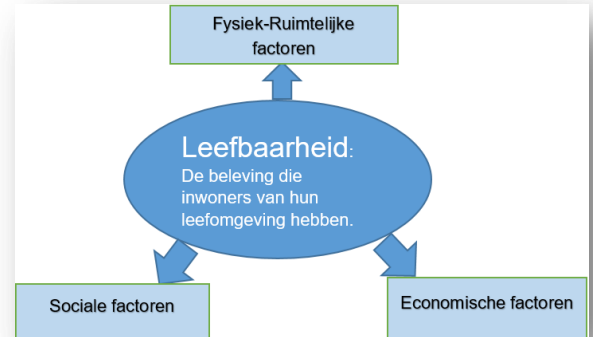 Fysiek-Ruimtelijke
factoren
Leefbaarheid:
De beleving die
inwoners van hun
leefomgeving hebben.
Sociale factoren
Economische factoren